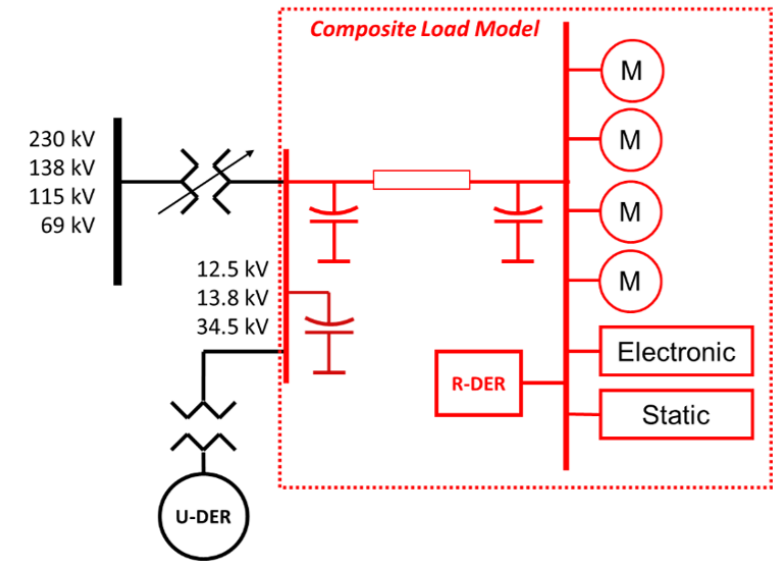 Composite Load Model
M
230 kV
138 kV
115 kV
69 kV
M
M
12.5 kV
13.8 kV
34.5 kV
M
Electronic
R-DER
Static
U-DER